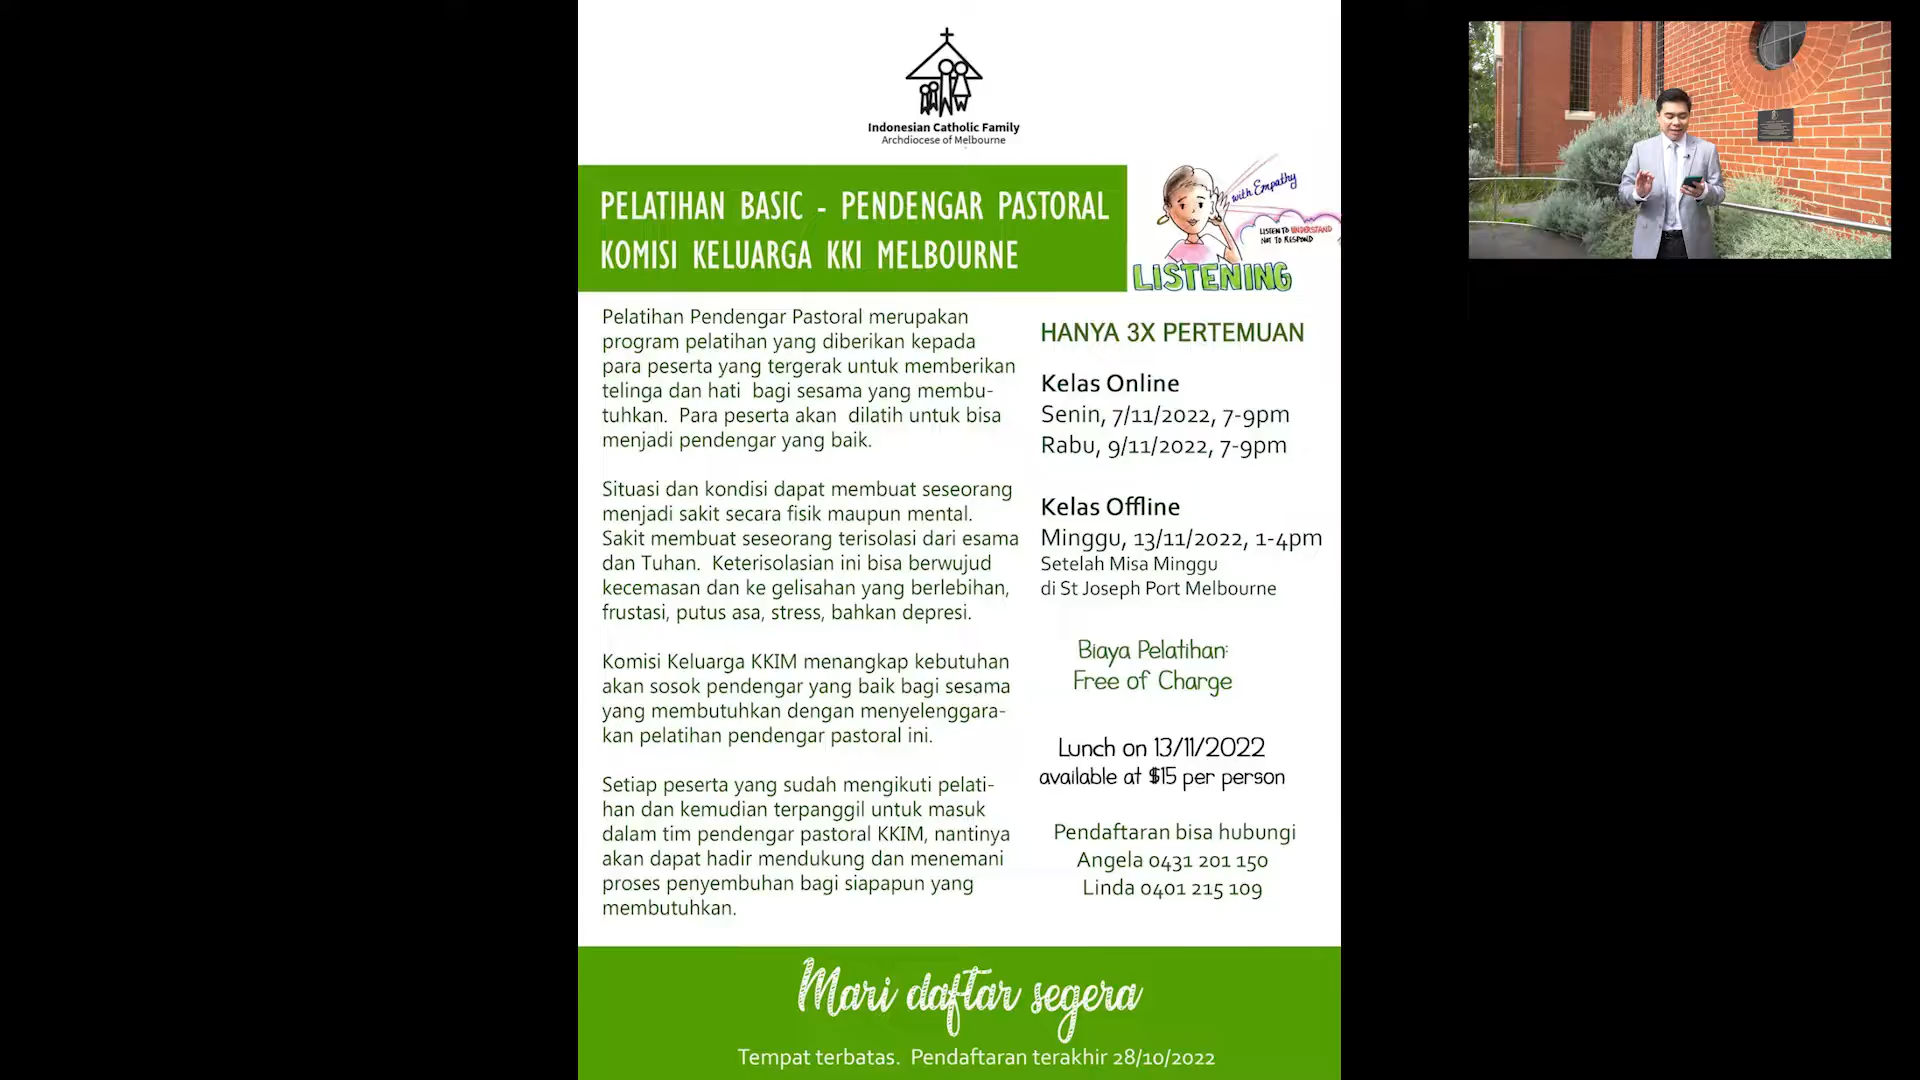 Indonesian Catholic Family
Archdiocese of Melbourne
PELATIHAN BASIC - PENDENGAR PASTORAL
KOMISI KELUARGA KKI MELBOURNE
with Empathy
LISTEN TO UNDERSTAND
NOT TO RESPOND
LISTENING
Pelatihan Pendengar Pastoral merupakan
program pelatihan yang diberikan kepada
para peserta yang tergerak untuk memberikan
telinga dan hati bagi sesama yang membu-
tuhkan. Para peserta akan dilatih untuk bisa
menjadi pendengar yang baik.
Situasi dan kondisi dapat membuat seseorang
menjadi sakit secara fisik maupun mental.
Sakit membuat seseorang terisolasi dari esama
dan Tuhan. Keterisolasian ini bisa berwujud
kecemasan dan ke gelisahan yang berlebihan,
frustasi, putus asa, stress, bahkan depresi.
Komisi Keluarga KKIM menangkap kebutuhan
akan sosok pendengar yang baik bagi sesama
yang membutuhkan dengan menyelenggara-
kan pelatihan pendengar pastoral ini.
Setiap peserta yang sudah mengikuti pelati-
han dan kemudian terpanggil untuk masuk
dalam tim pendengar pastoral KKIM, nantinya
akan dapat hadir mendukung dan menemani
proses penyembuhan bagi siapapun yang
membutuhkan.
HANYA 3X PERTEMUAN
Kelas Online
Senin, 7/11/2022, 7-9pm
Rabu, 9/11/2022, 7-9pm
Kelas Offline
Minggu, 13/11/2022, 1-4pm
Setelah Misa Minggu
di St Joseph Port Melbourne
Biaya Pelatihan:
Free of Charge
Lunch on 13/11/2022
available at $15 per person
Pendaftaran bisa hubungi
Angela 0431 201 150
Linda 0401 215 109
Mari daftar segera
Tempat terbatas. Pendaftaran terakhir 28/10/2022